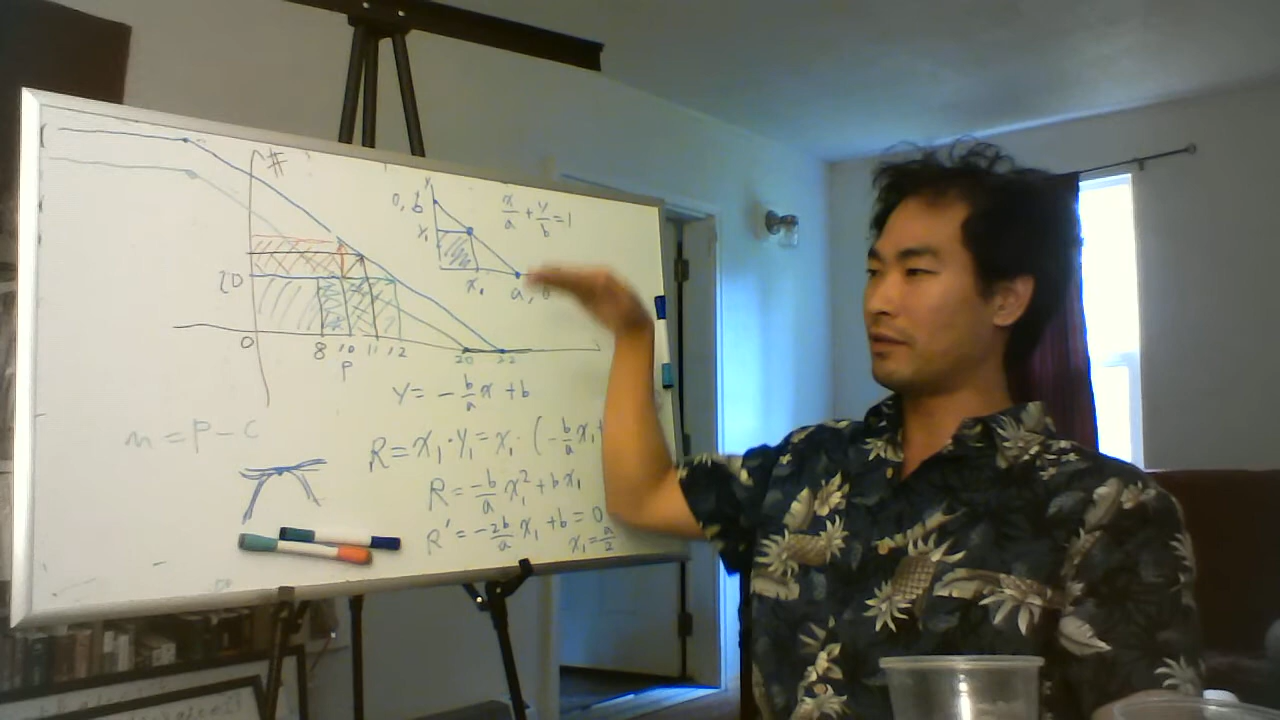 #
0, b
y
x/a + y/b = 1
y₁
x₁
a, 0
20
0
8 10 11 12
20 22
P
y = -b/a x + b
m = P - C
R = x₁·y₁ = x₁·(-b/a x₁ +
R = -b/a x₁² + b x₁
R' = -2b/a x₁ + b = 0
x₁ = a/2